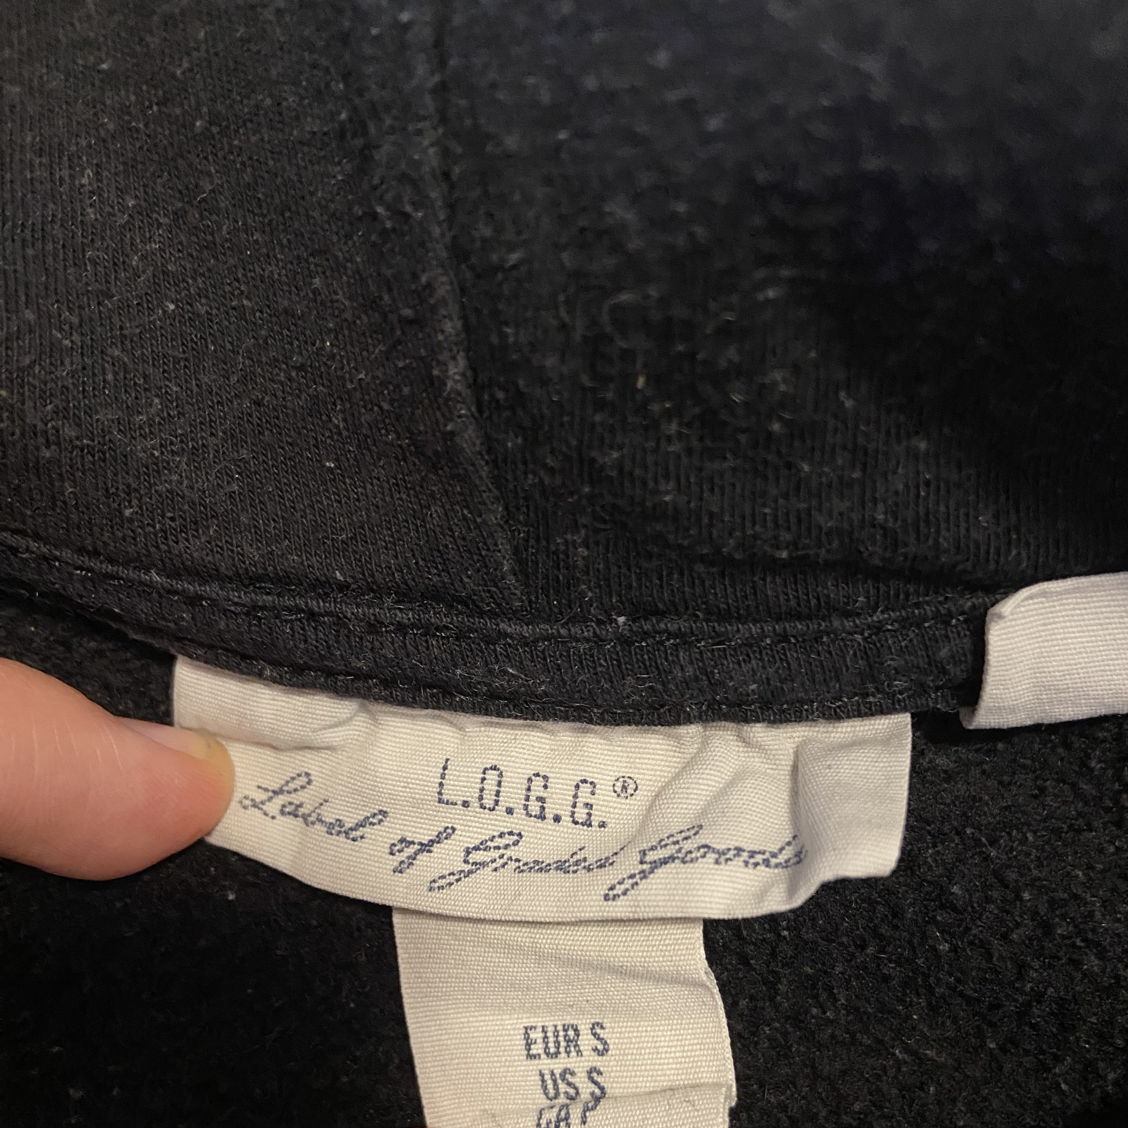 L.O.G.G.®
Label of Graded Goods
EUR S
US S